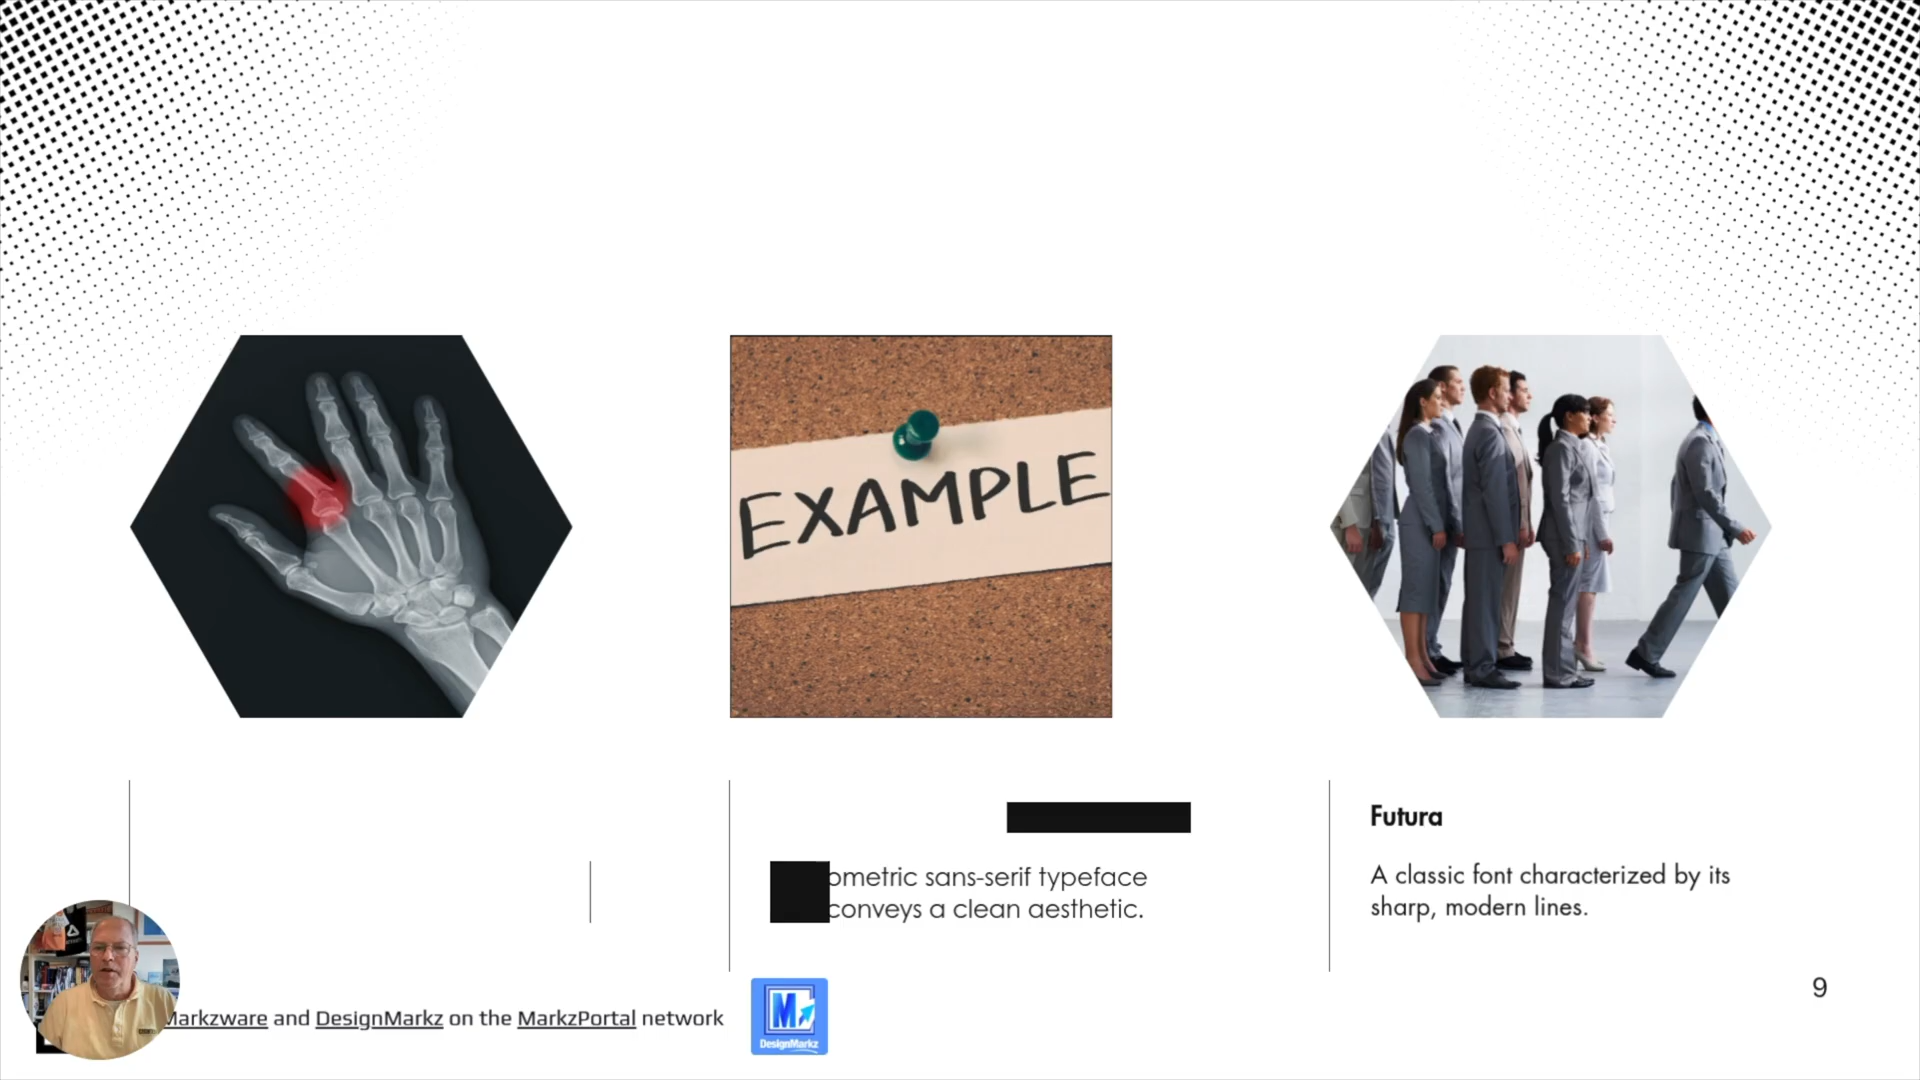 EXAMPLE
ometric sans-serif typeface
conveys a clean aesthetic.
Futura
A classic font characterized by its
sharp, modern lines.
9
Markzware and DesignMarkz on the MarkzPortal network
M
DesignMarkz